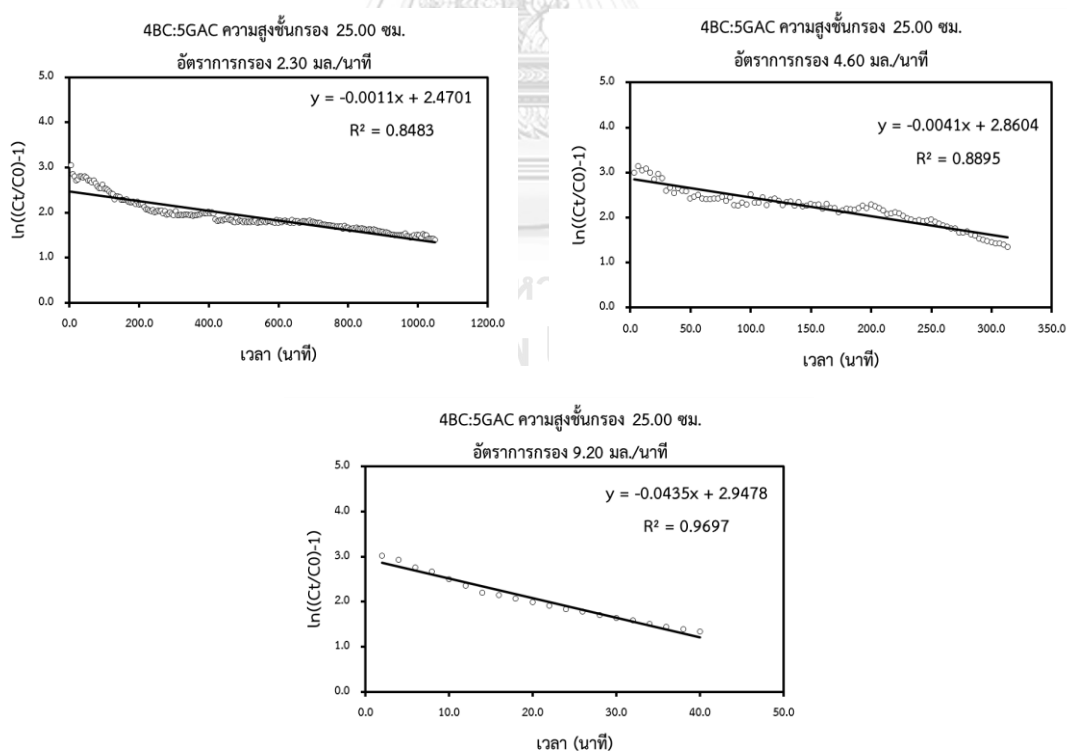 4BC:5GAC ความสูงชั้นกรอง 25.00 ซม.
อัตราการกรอง 2.30 มล./นาที
y = -0.0011x + 2.4701
R² = 0.8483
ln((Ct/C0)-1)
5.0
4.0
3.0
2.0
1.0
0.0
0.0 200.0 400.0 600.0 800.0 1000.0 1200.0
เวลา (นาที)
4BC:5GAC ความสูงชั้นกรอง 25.00 ซม.
อัตราการกรอง 4.60 มล./นาที
y = -0.0041x + 2.8604
R² = 0.8895
ln((Ct/C0)-1)
5.0
4.0
3.0
2.0
1.0
0.0
0.0 50.0 100.0 150.0 200.0 250.0 300.0 350.0
เวลา (นาที)
4BC:5GAC ความสูงชั้นกรอง 25.00 ซม.
อัตราการกรอง 9.20 มล./นาที
y = -0.0435x + 2.9478
R² = 0.9697
ln((Ct/C0)-1)
5.0
4.0
3.0
2.0
1.0
0.0
0.0 10.0 20.0 30.0 40.0 50.0
เวลา (นาที)